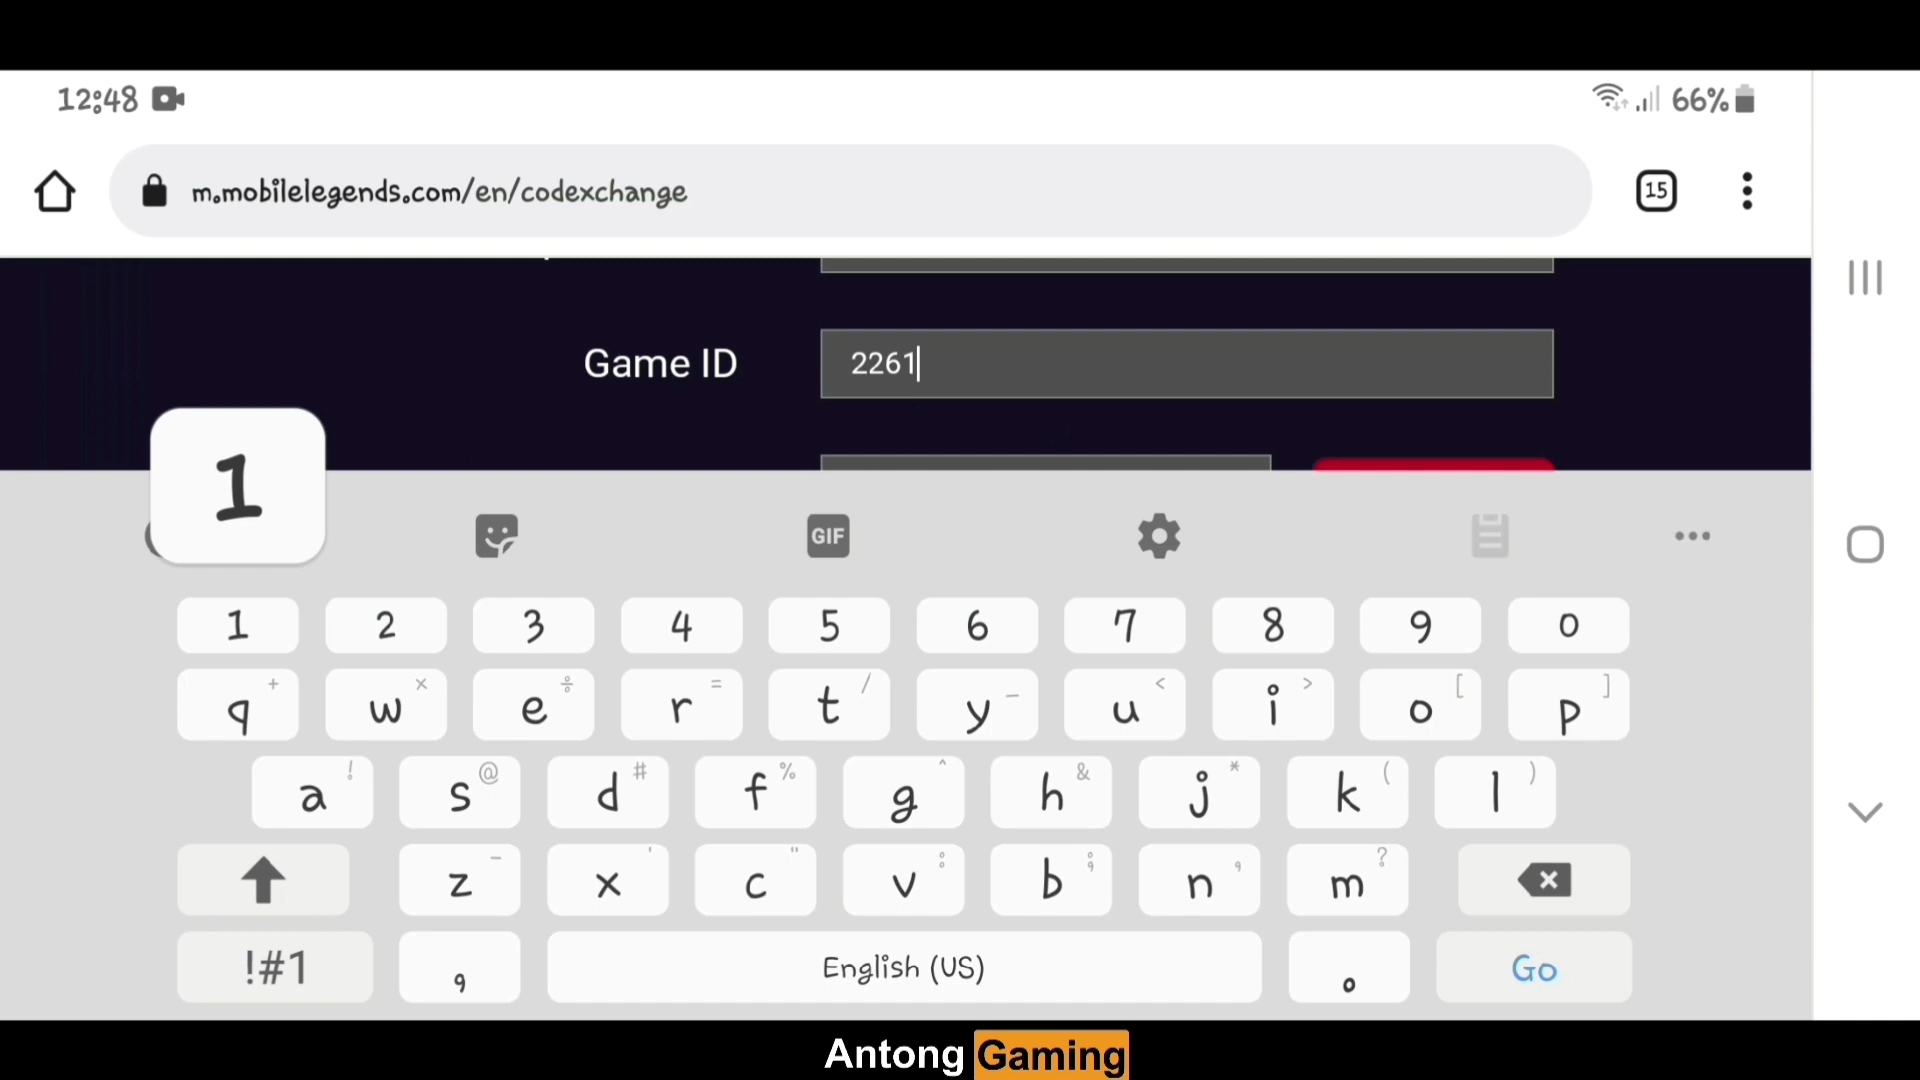 12:48 66%
m.mobilelegends.com/en/codexchange 15
Game ID 2261
1
GIF
1 2 3 4 5 6 7 8 9 0
q + w × e ÷ r = t / y _ u < i > o [ p ]
a ! s @ d # f % g ^ h & j * k ( l )
z - x ' c " v : b ; n , m ?
!#1 , English (US) . Go
Antong Gaming